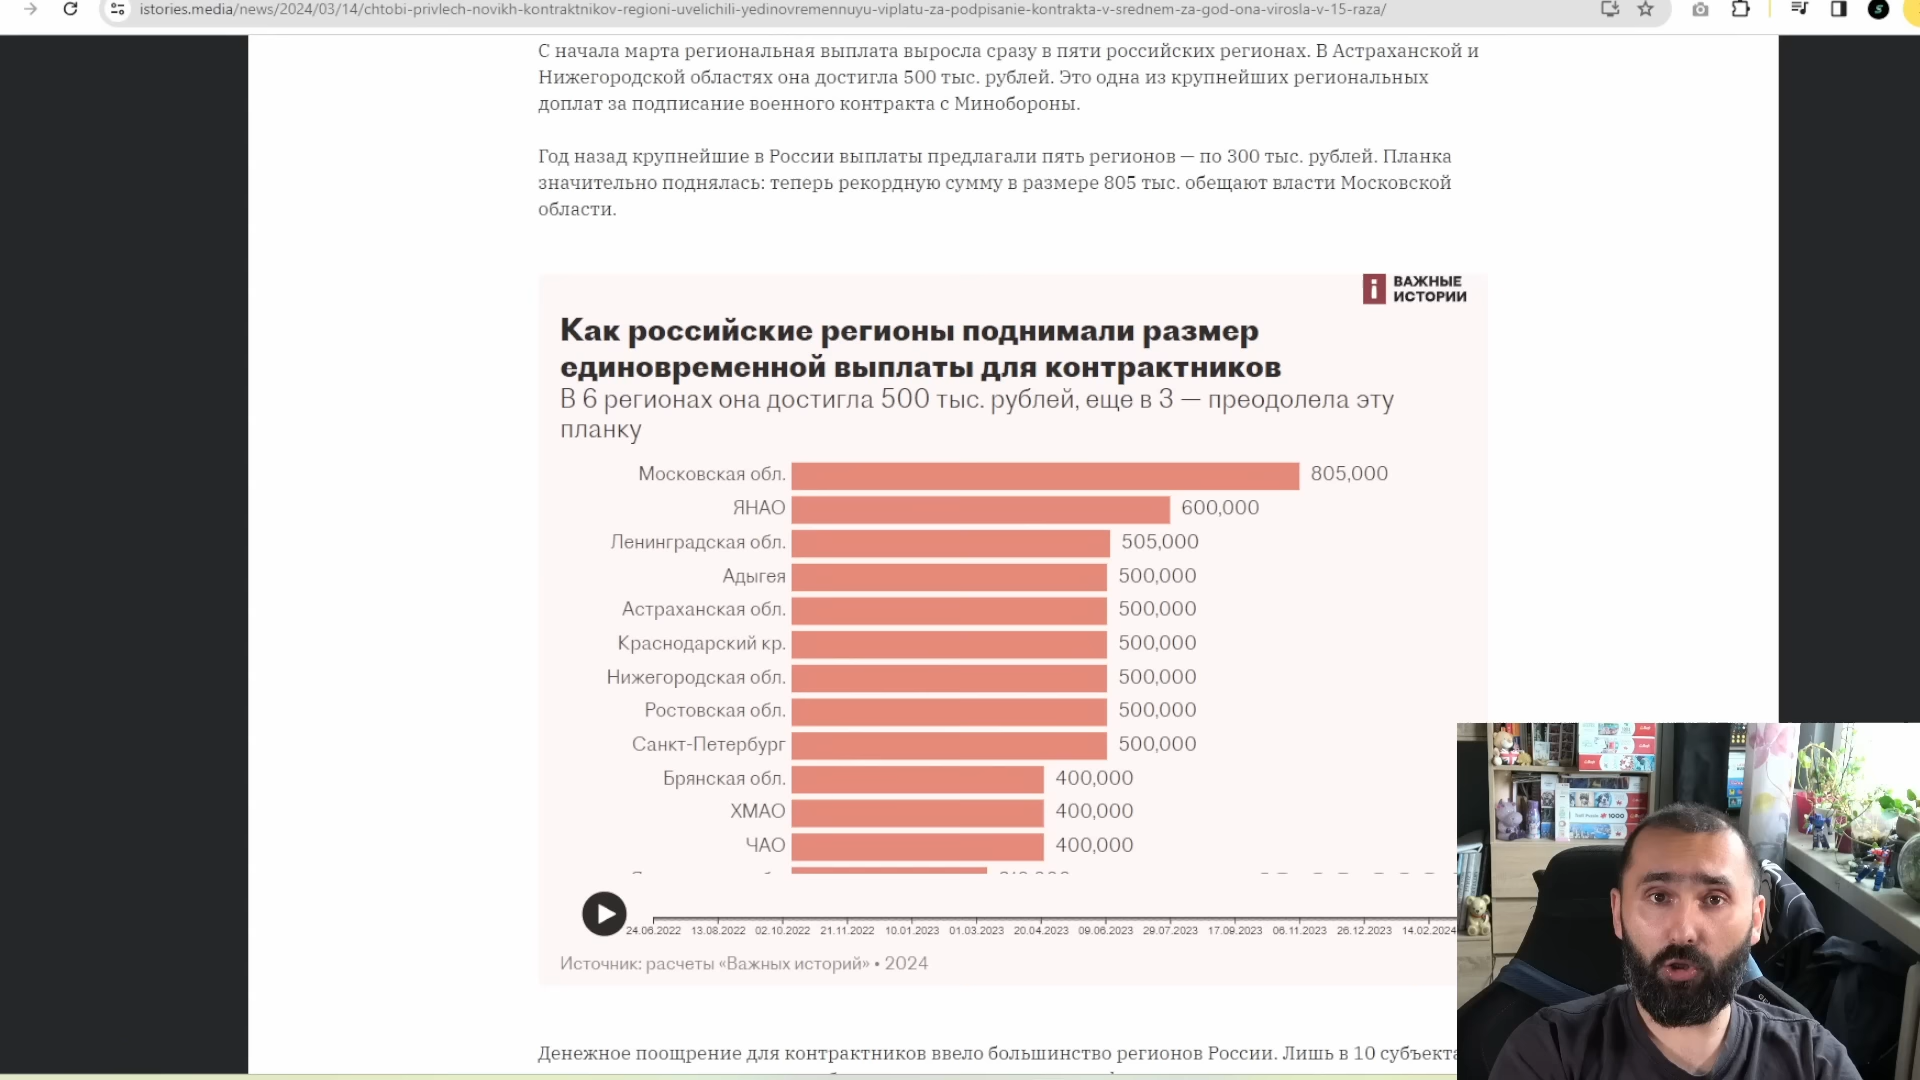 istories.media/news/2024/03/14/chtobi-privlech-novikh-kontraktnikov-regioni-uvelichili-yedinovremennuyu-viplatu-za-podpisanie-kontrakta-v-srednem-za-god-ona-virosla-v-15-raza/
С начала марта региональная выплата выросла сразу в пяти российских регионах. В Астраханской и
Нижегородской областях она достигла 500 тыс. рублей. Это одна из крупнейших региональных
доплат за подписание военного контракта с Минобороны.
Год назад крупнейшие в России выплаты предлагали пять регионов — по 300 тыс. рублей. Планка
значительно поднялась: теперь рекордную сумму в размере 805 тыс. обещают власти Московской
области.
ВАЖНЫЕ
ИСТОРИИ
Как российские регионы поднимали размер
единовременной выплаты для контрактников
В 6 регионах она достигла 500 тыс. рублей, еще в 3 — преодолела эту
планку
Московская обл. 805,000
ЯНАО 600,000
Ленинградская обл. 505,000
Адыгея 500,000
Астраханская обл. 500,000
Краснодарский кр. 500,000
Нижегородская обл. 500,000
Ростовская обл. 500,000
Санкт-Петербург 500,000
Брянская обл. 400,000
ХМАО 400,000
ЧАО 400,000
24.06.2022 13.08.2022 02.10.2022 21.11.2022 10.01.2023 01.03.2023 20.04.2023 09.06.2023 29.07.2023 17.09.2023 06.11.2023 26.12.2023 14.02.2024
Источник: расчеты «Важных историй» • 2024
Денежное поощрение для контрактников ввело большинство регионов России. Лишь в 10 субъекта